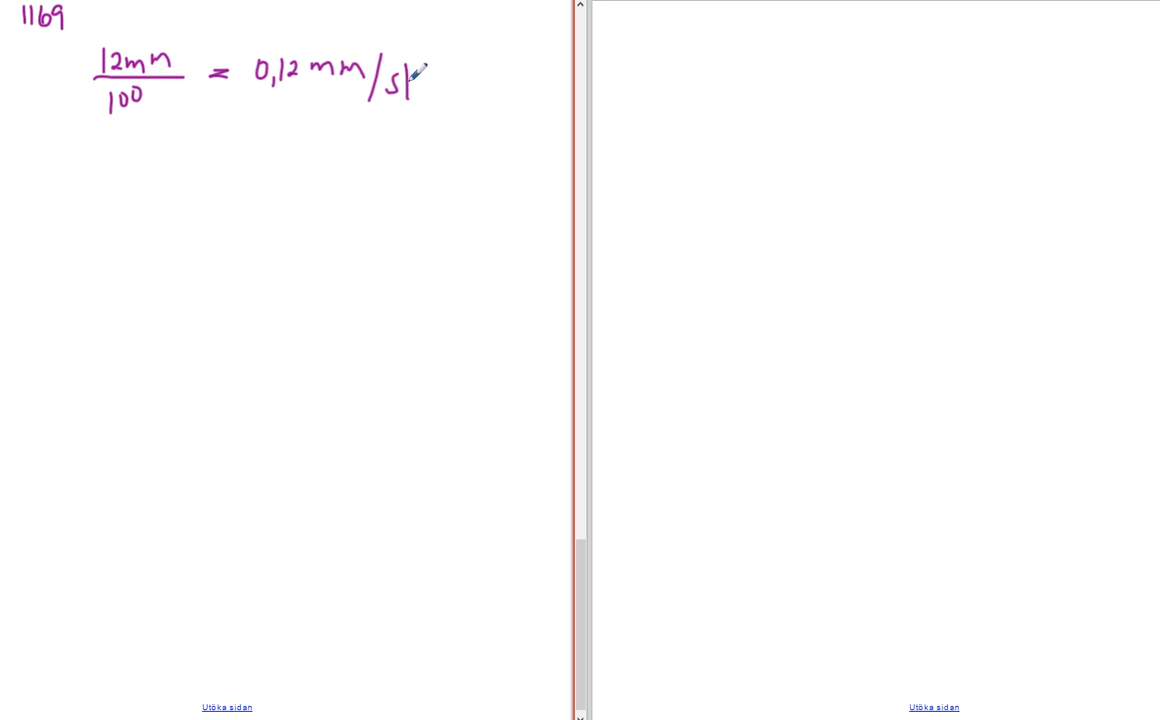 1169
12mm
100
= 0,12 mm/s
Utöka sidan
Utöka sidan